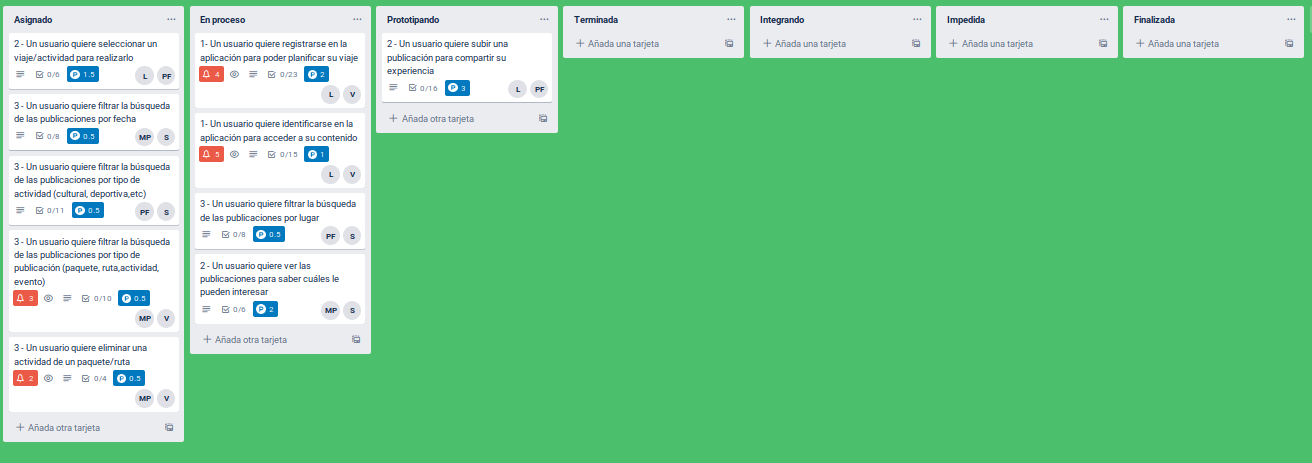 Asignado
2 - Un usuario quiere seleccionar un
viaje/actividad para realizarlo
0/6 P 1.5 L PF
3 - Un usuario quiere filtrar la búsqueda
de las publicaciones por fecha
0/8 P 0.5 MP S
3 - Un usuario quiere filtrar la búsqueda
de las publicaciones por tipo de
actividad (cultural, deportiva,etc)
0/11 P 0.5 PF S
3 - Un usuario quiere filtrar la búsqueda
de las publicaciones por tipo de
publicación (paquete, ruta,actividad,
evento)
3 0/10 P 0.5
MP V
3 - Un usuario quiere eliminar una
actividad de un paquete/ruta
2 0/4 P 0.5
MP V
+ Añada otra tarjeta
En proceso
1- Un usuario quiere registrarse en la
aplicación para poder planificar su viaje
4 0/23 P 2
L V
1- Un usuario quiere identificarse en la
aplicación para acceder a su contenido
5 0/15 P 1
L V
3 - Un usuario quiere filtrar la búsqueda
de las publicaciones por lugar
0/8 P 0.5 PF S
2 - Un usuario quiere ver las
publicaciones para saber cuáles le
pueden interesar
0/6 P 2 MP S
+ Añada otra tarjeta
Prototipando
2 - Un usuario quiere subir una
publicación para compartir su
experiencia
0/16 P 3 L PF
+ Añada otra tarjeta
Terminada
+ Añada una tarjeta
Integrando
+ Añada una tarjeta
Impedida
+ Añada una tarjeta
Finalizada
+ Añada una tarjeta